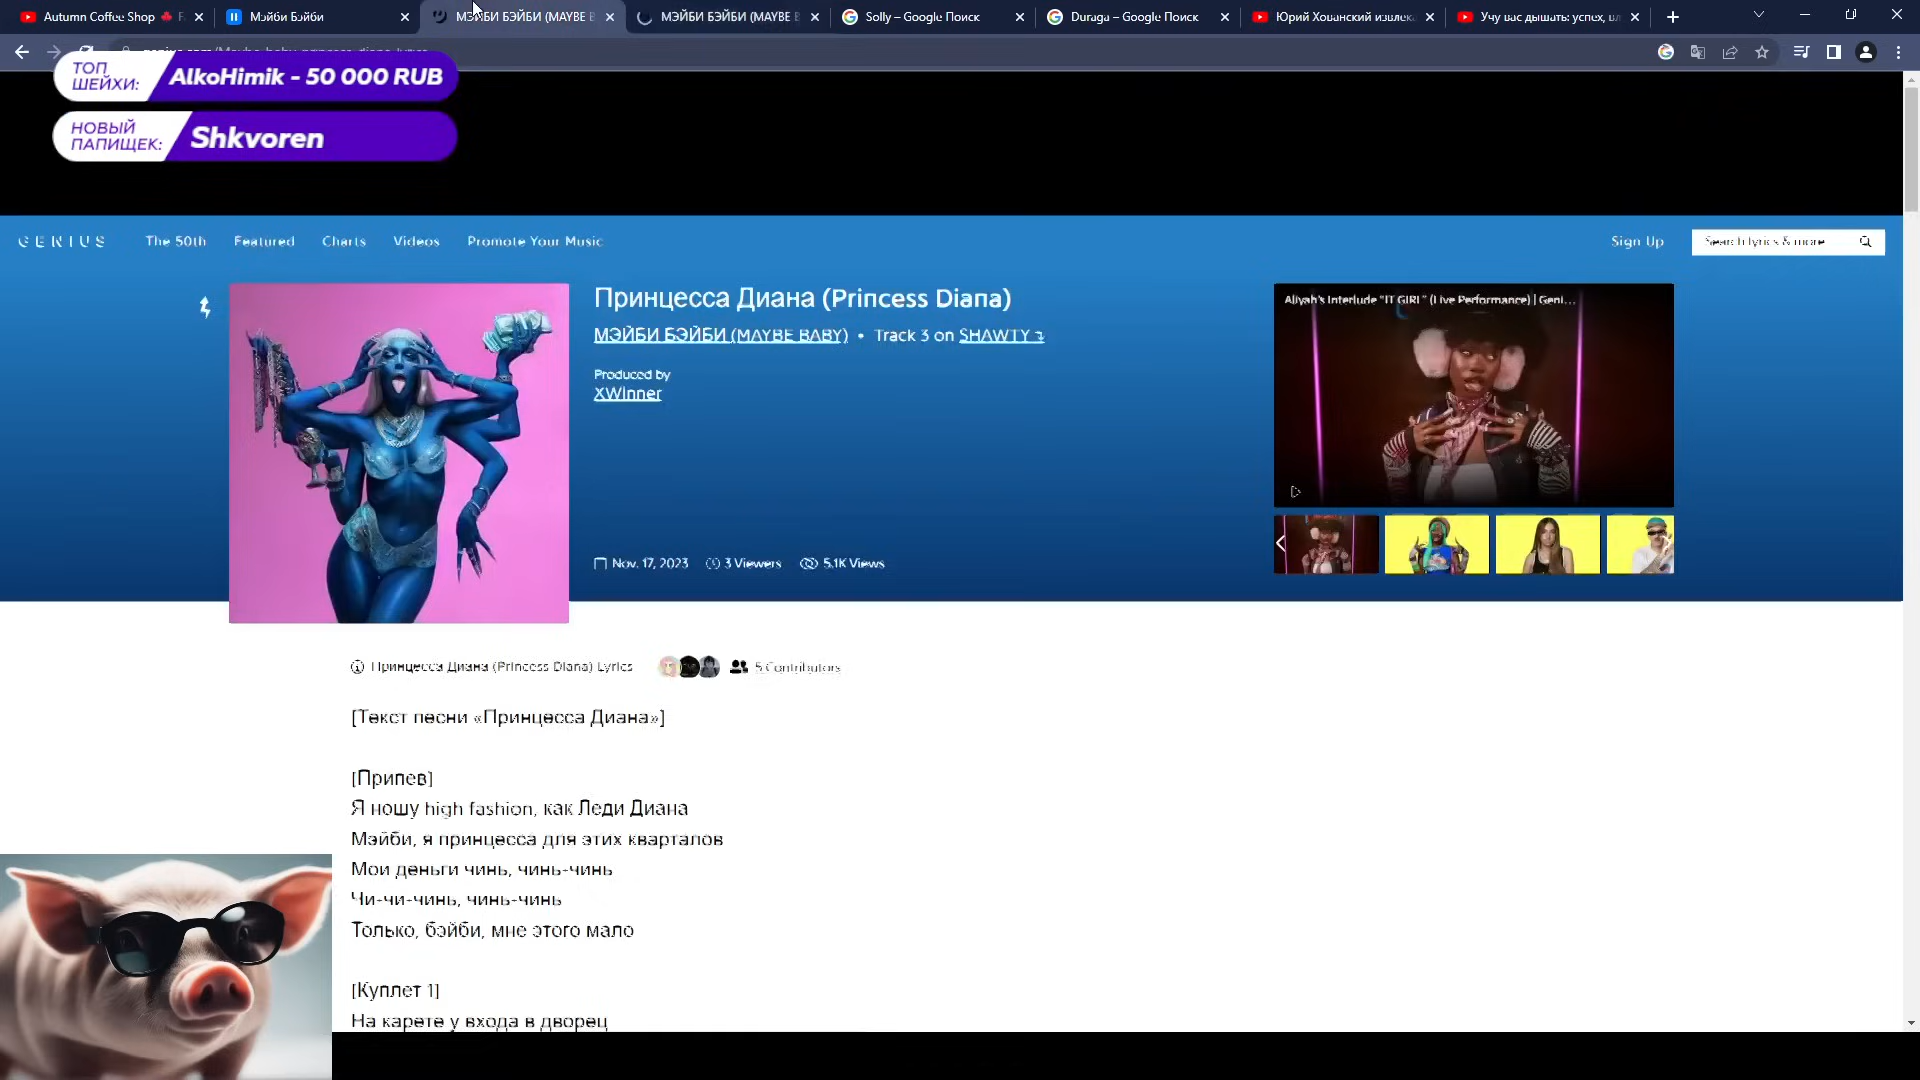 Autumn Coffee Shop
Мэйби Бэйби
МЭЙБИ БЭЙБИ (MAYBE B
МЭЙБИ БЭЙБИ (MAYBE B
Solly – Google Поиск
Duraga – Google Поиск
Юрий Хованский извлека
Учу вас дышать: успех, вл
ТОП
ШЕЙХИ:
AlkoHimik - 50 000 RUB
НОВЫЙ
ПАПИЩЕК:
Shkvoren
GENIUS
The 50th
Featured
Charts
Videos
Promote Your Music
Sign Up
Search lyrics & more
Принцесса Диана (Princess Diana)
МЭЙБИ БЭЙБИ (MAYBE BABY) • Track 3 on SHAWTY
Produced by
XWinner
Nov. 17, 2023
3 Viewers
5.1K Views
Aliyah's Interlude "IT GIRL" (Live Performance) | Geni...
Принцесса Диана (Princess Diana) Lyrics
5 Contributors
[Текст песни «Принцесса Диана»]
[Припев]
Я ношу high fashion, как Леди Диана
Мэйби, я принцесса для этих кварталов
Мои деньги чинь, чинь-чинь
Чи-чи-чинь, чинь-чинь
Только, бэйби, мне этого мало
[Куплет 1]
На карете у входа в дворец